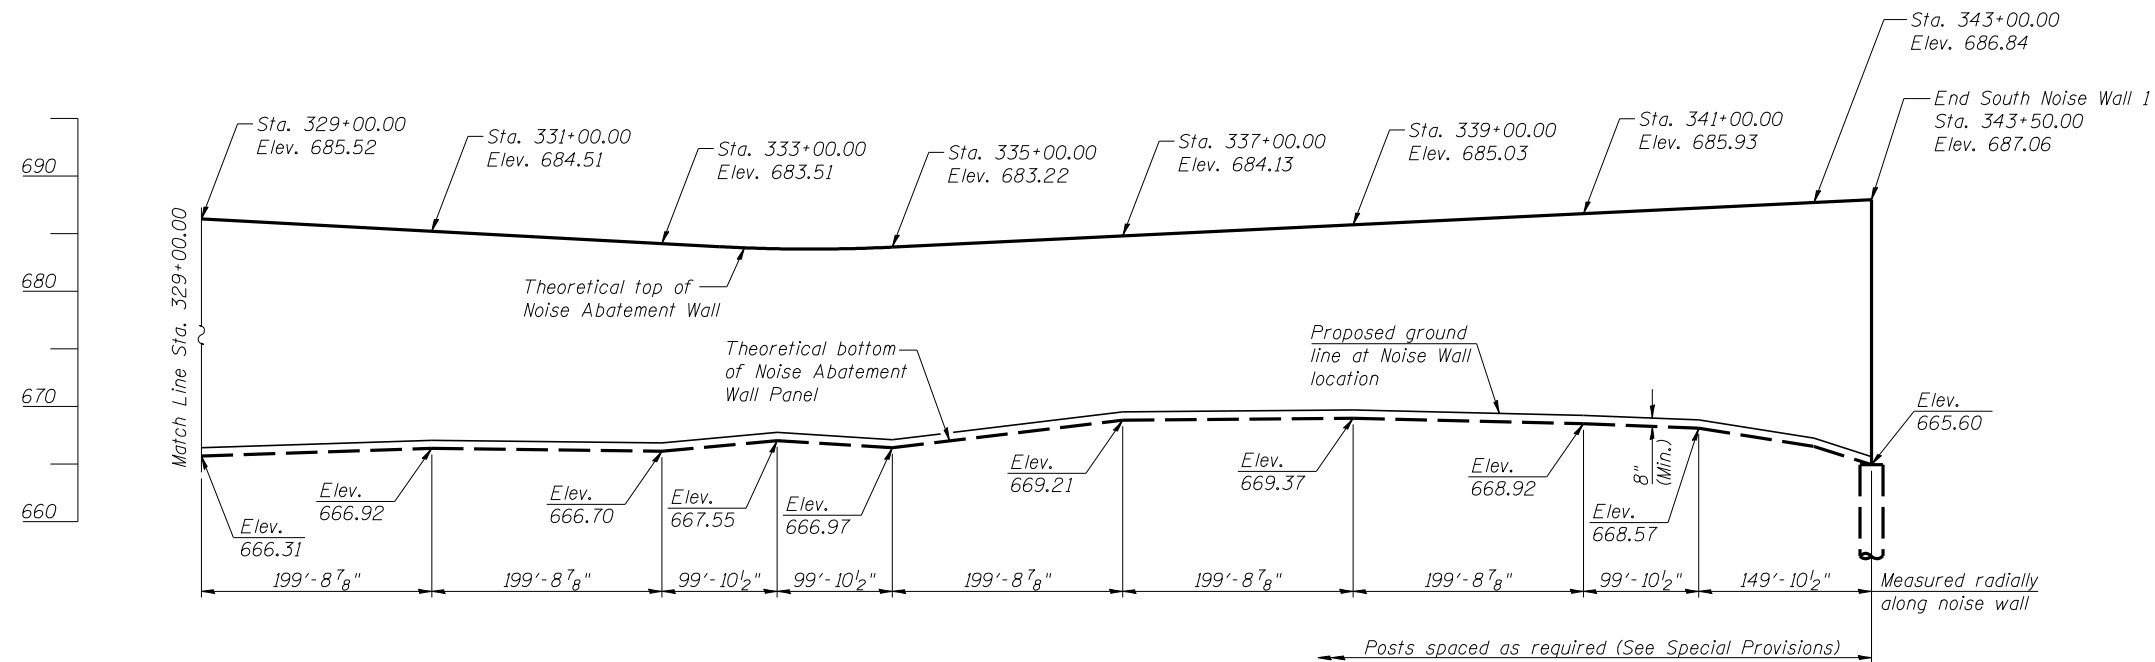 Sta. 343+00.00
Elev. 686.84
End South Noise Wall 1
Sta. 343+50.00
Elev. 687.06
Sta. 329+00.00
Elev. 685.52
Sta. 331+00.00
Elev. 684.51
Sta. 333+00.00
Elev. 683.51
Sta. 335+00.00
Elev. 683.22
Sta. 337+00.00
Elev. 684.13
Sta. 339+00.00
Elev. 685.03
Sta. 341+00.00
Elev. 685.93
690
680
670
660
Match Line Sta. 329+00.00
Theoretical top of
Noise Abatement Wall
Theoretical bottom
of Noise Abatement
Wall Panel
Proposed ground
line at Noise Wall
location
8"
(Min.)
Elev.
665.60
Elev.
666.31
Elev.
666.92
Elev.
666.70
Elev.
667.55
Elev.
666.97
Elev.
669.21
Elev.
669.37
Elev.
668.92
Elev.
668.57
199'-8 7/8"
199'-8 7/8"
99'-10 1/2"
99'-10 1/2"
199'-8 7/8"
199'-8 7/8"
199'-8 7/8"
99'-10 1/2"
149'-10 1/2"
Measured radially
along noise wall
Posts spaced as required (See Special Provisions)